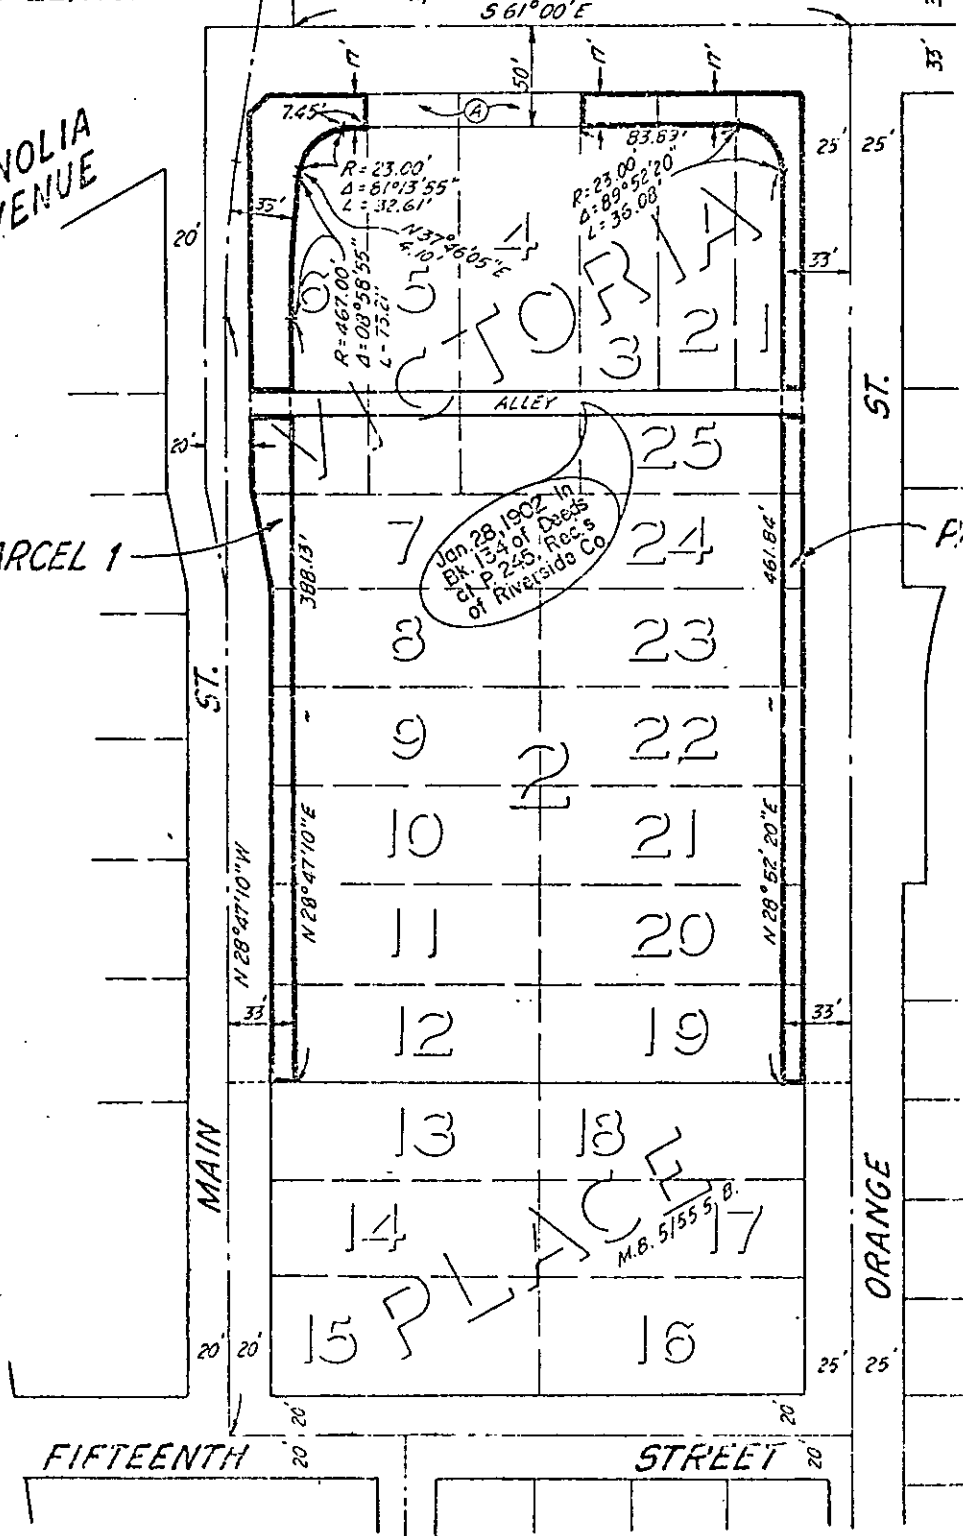 S 61°00'E
33'
17'
50'
17'
17'
NOLIA
VENUE
7.45'
A
83.83'
25' 25'
R=23.00'
Δ=81°13'55"
L=32.61'
R=23.00'
Δ=89°52'20"
L=36.08'
35'
20'
N37°46'05"E
4.10'
33'
R=467.00'
Δ=08°58'55"
L=73.21'
6 5 4 3 2 1
VICTORIA
ALLEY
ST.
20'
25
Jan. 28, 1902 In
Bk. 134 of Deeds
at P. 245, Rec.s
of Riverside Co.
7 24
ARCEL 1
P
388.13'
461.84'
8 23
ST.
9 22
2
10 21
N 28°47'10"W
N 28°47'10"E
N 28°52'20"E
11 20
33'
12 19
33'
13 18
MAIN
ORANGE
14 17
PLACE
M.B. 5/55 S.B.
15 16
20' 20'
25' 25'
20'
20'
20'
20'
FIFTEENTH STREET